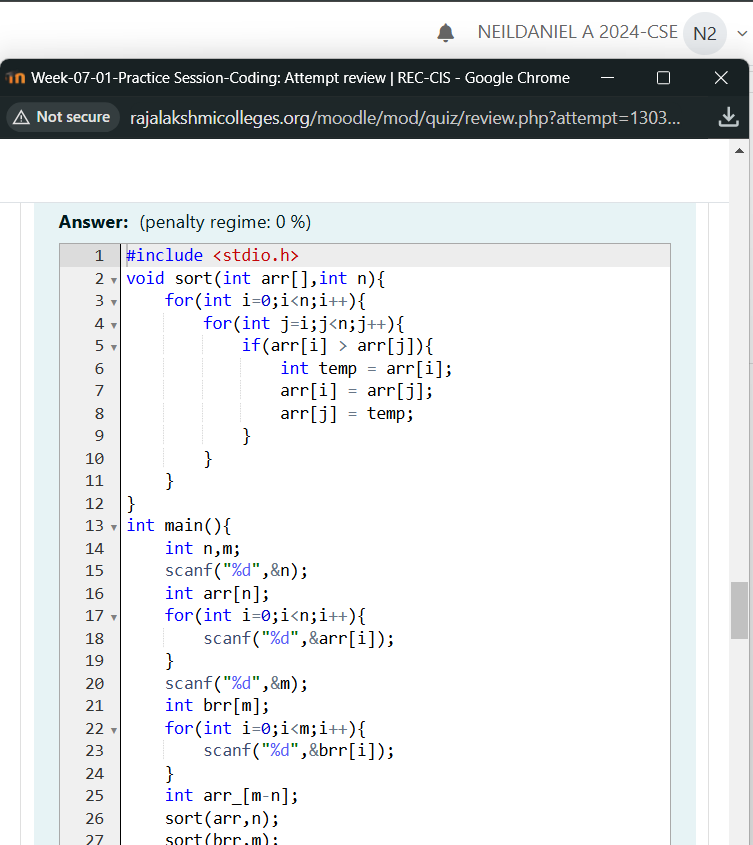 NEILDANIEL A 2024-CSE N2
Week-07-01-Practice Session-Coding: Attempt review | REC-CIS - Google Chrome
Not secure rajalakshmicolleges.org/moodle/mod/quiz/review.php?attempt=1303...
Answer: (penalty regime: 0 %)
1 #include <stdio.h>
2 void sort(int arr[],int n){
3 for(int i=0;i<n;i++){
4 for(int j=i;j<n;j++){
5 if(arr[i] > arr[j]){
6 int temp = arr[i];
7 arr[i] = arr[j];
8 arr[j] = temp;
9 }
10 }
11 }
12 }
13 int main(){
14 int n,m;
15 scanf("%d",&n);
16 int arr[n];
17 for(int i=0;i<n;i++){
18 scanf("%d",&arr[i]);
19 }
20 scanf("%d",&m);
21 int brr[m];
22 for(int i=0;i<m;i++){
23 scanf("%d",&brr[i]);
24 }
25 int arr_[m-n];
26 sort(arr,n);
27 sort(brr,m);